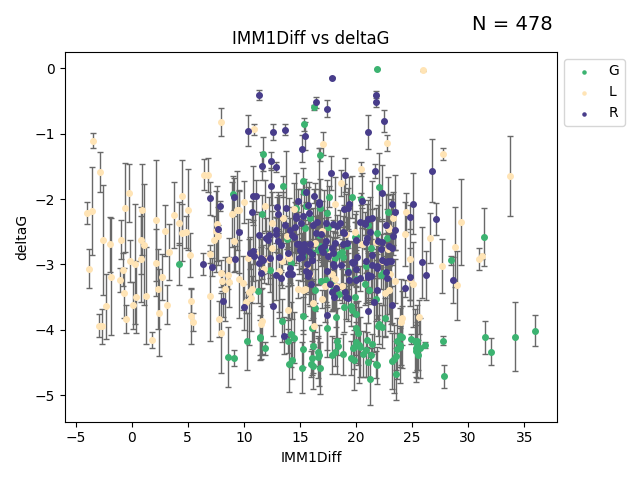 N = 478
IMM1Diff vs deltaG
G
L
R
deltaG
0
−1
−2
−3
−4
−5
−5 0 5 10 15 20 25 30 35
IMM1Diff